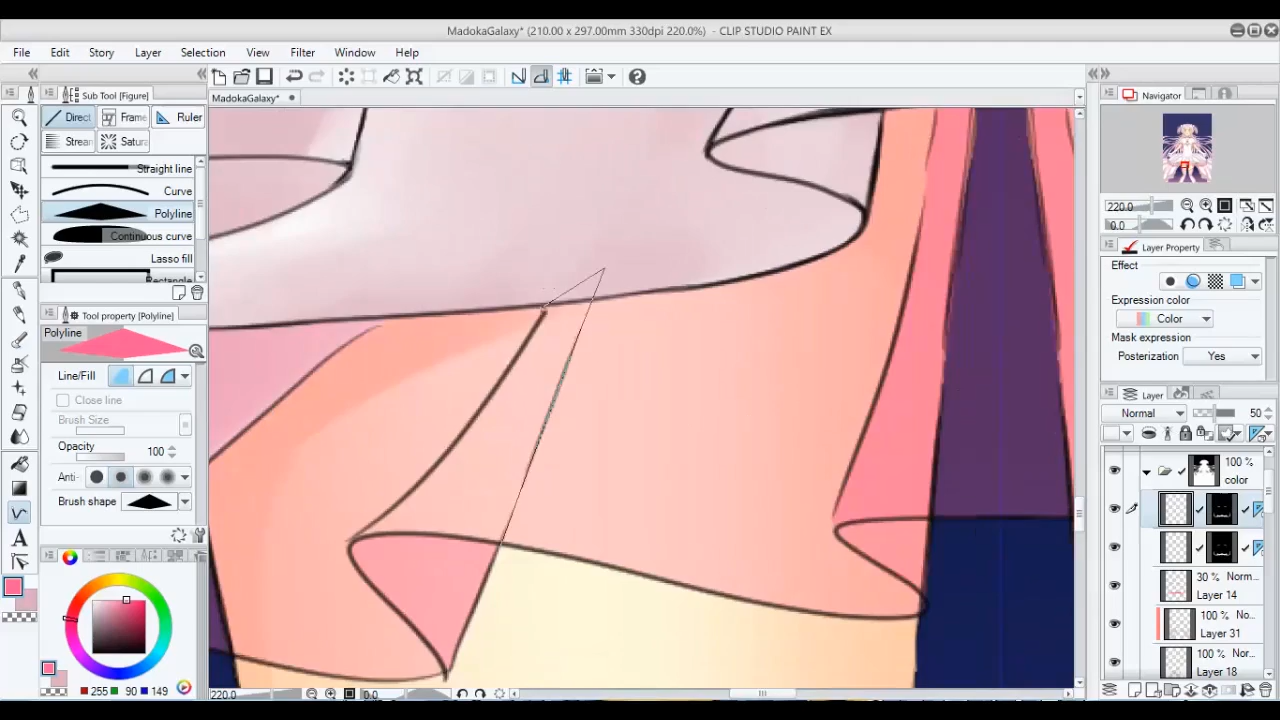 MadokaGalaxy* (210.00 x 297.00mm 330dpi 220.0%) - CLIP STUDIO PAINT EX
File Edit Story Layer Selection View Filter Window Help
Sub Tool [Figure]
MadokaGalaxy*
Navigator
Direct
Frame
Ruler
Strean
Satura
Straight line
Curve
Polyline
Continuous curve
Lasso fill
Rectangle
220.0
0.0
Layer Property
Effect
Expression color
Color
Mask expression
Posterization
Yes
Tool property [Polyline]
Polyline
Line/Fill
Close line
Brush Size
Opacity
100
Anti-
Brush shape
Layer
Normal
50
100 %
color
30 % Norm...
Layer 14
100 % No...
Layer 31
100 % Nor...
Layer 18
255
90
149
220.0
0.0